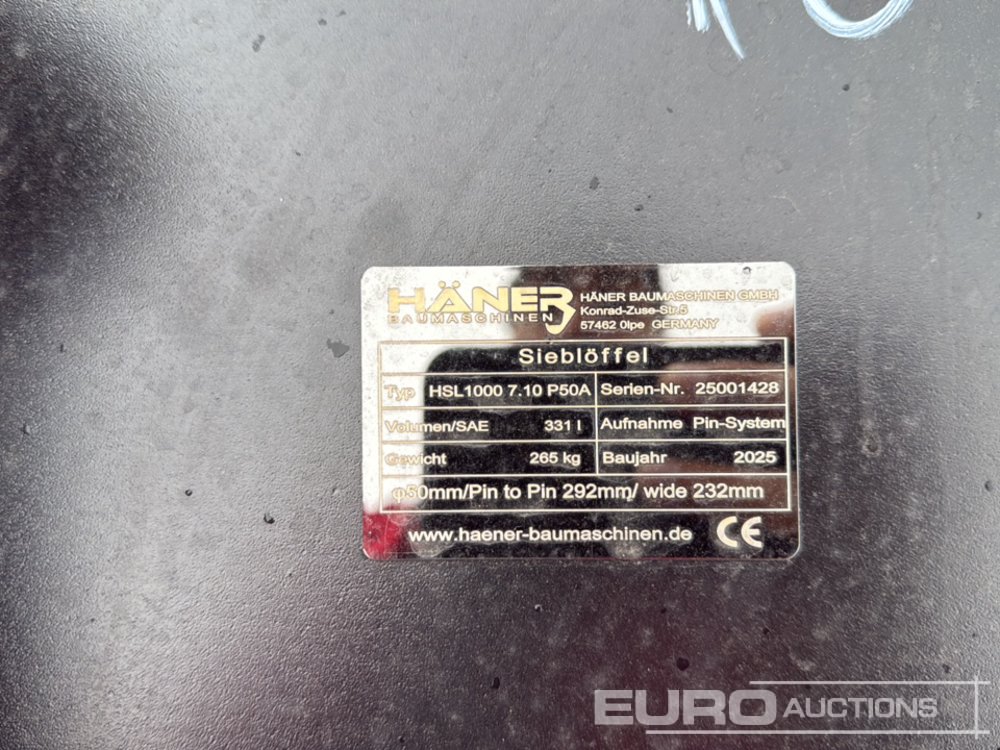 HÄNER
BAUMASCHINEN
HÄNER BAUMASCHINEN GMBH
Konrad-Zuse-Str.5
57462 Olpe GERMANY
Sieblöffel
Typ HSL1000 7.10 P50A Serien-Nr. 25001428
Volumen/SAE 331 l Aufnahme Pin-System
Gewicht 265 kg Baujahr 2025
φ50mm/Pin to Pin 292mm/ wide 232mm
www.haener-baumaschinen.de CE
EURO AUCTIONS